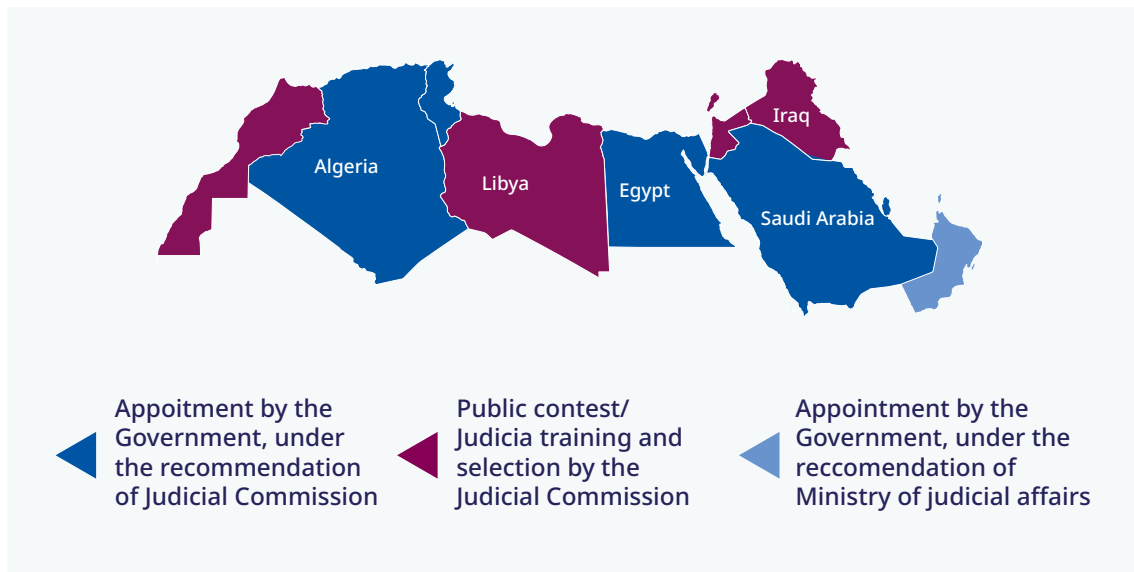 Iraq
Algeria
Libya
Egypt
Saudi Arabia
Appoitment by the
Government, under
the recommendation
of Judicial Commission
Public contest/
Judicia training and
selection by the
Judicial Commission
Appointment by the
Government, under the
reccomendation of
Ministry of judicial affairs